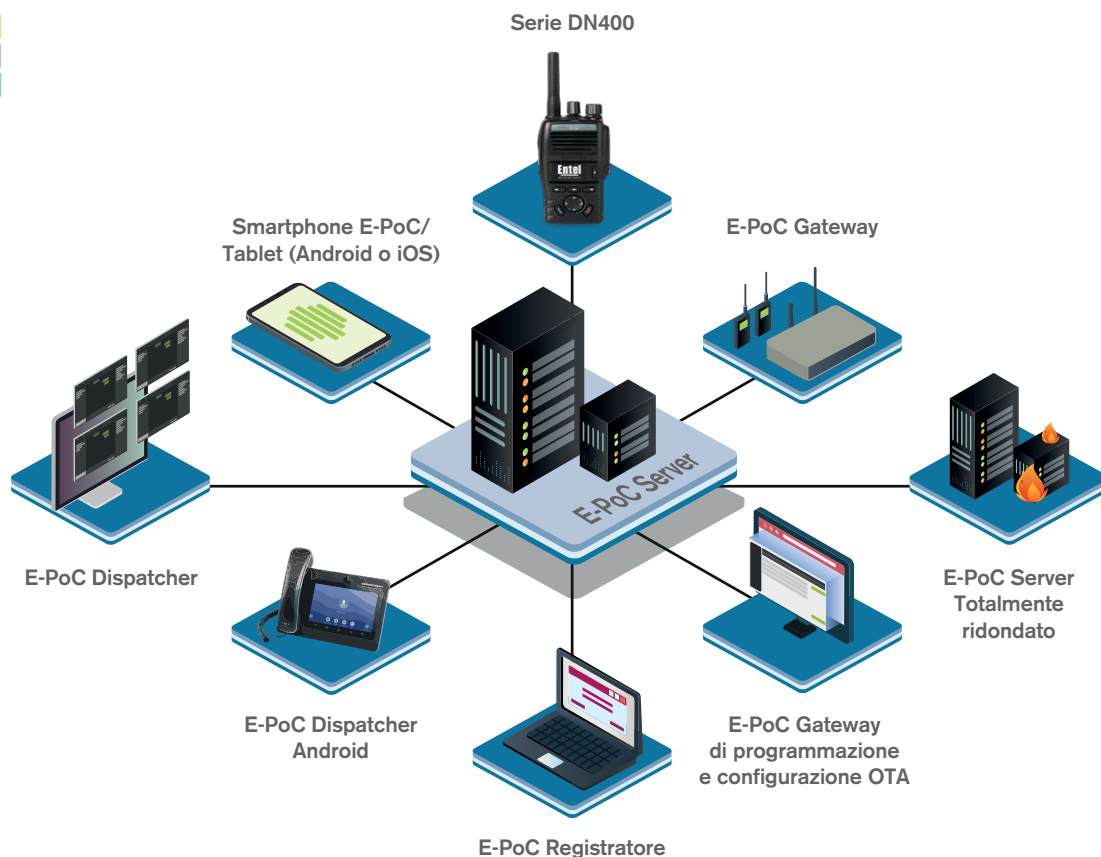 Serie DN400
Entel
Smartphone E-PoC/
Tablet (Android o iOS)
E-PoC Gateway
E-PoC Server
E-PoC Dispatcher
E-PoC Server
Totalmente
ridondato
E-PoC Dispatcher
Android
E-PoC Gateway
di programmazione
e configurazione OTA
E-PoC Registratore